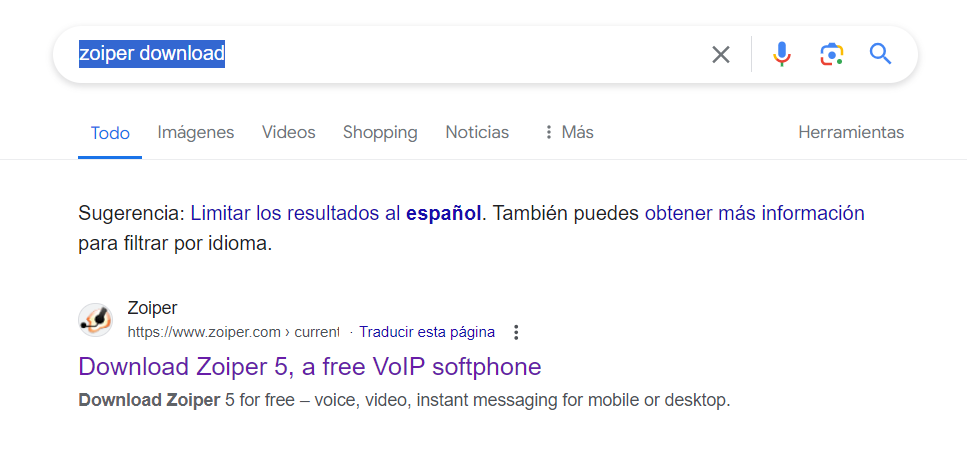 zoiper download
Todo Imágenes Videos Shopping Noticias Más Herramientas
Sugerencia: Limitar los resultados al español. También puedes obtener más información
para filtrar por idioma.
Zoiper
https://www.zoiper.com › current · Traducir esta página
Download Zoiper 5, a free VoIP softphone
Download Zoiper 5 for free – voice, video, instant messaging for mobile or desktop.